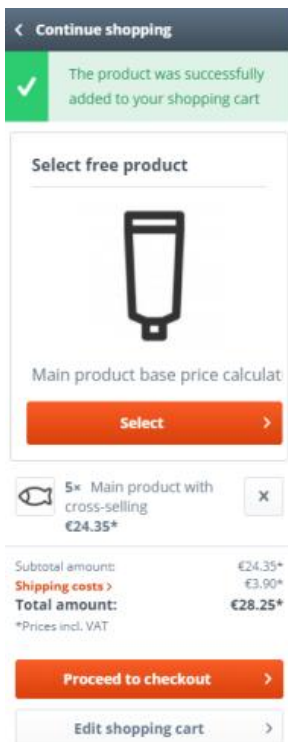 Continue shopping
The product was successfully
added to your shopping cart
Select free product
Main product base price calculat
Select
5× Main product with
cross-selling
€24.35*
x
Subtotal amount: €24.35*
Shipping costs > €3.90*
Total amount: €28.25*
*Prices incl. VAT
Proceed to checkout
Edit shopping cart